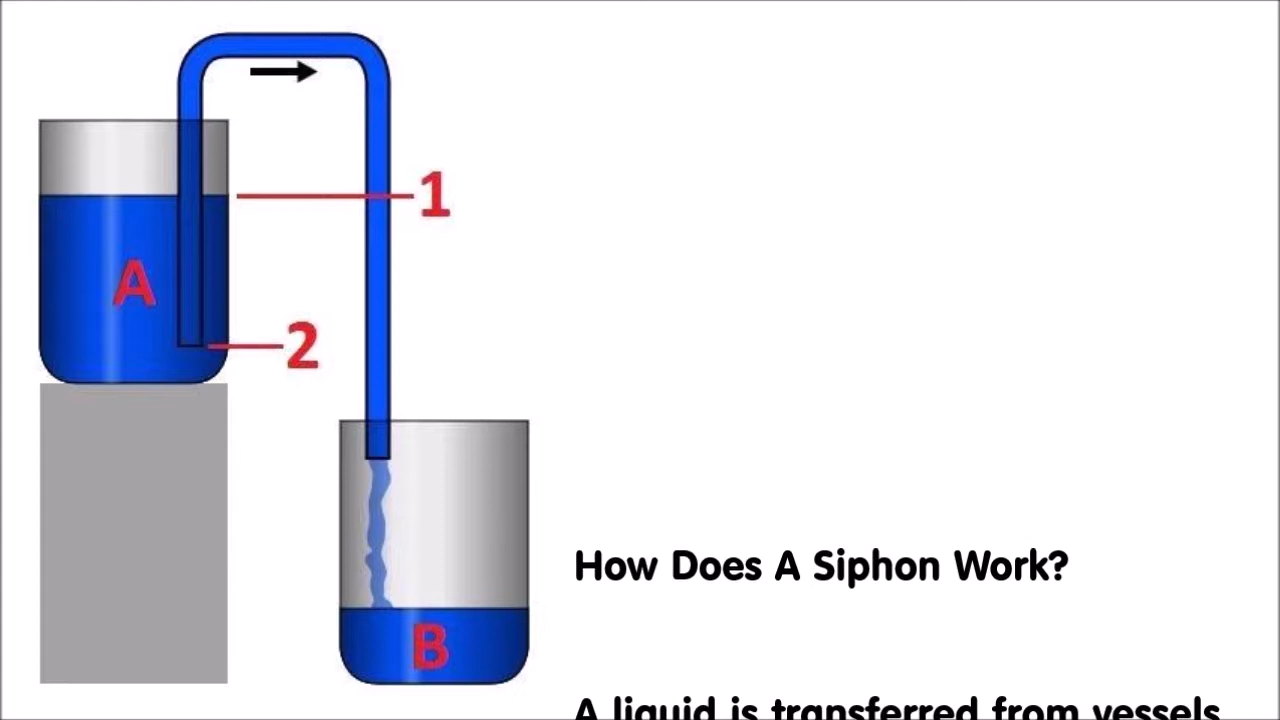 1
A
2
B
How Does A Siphon Work?
A liquid is transferred from vessels